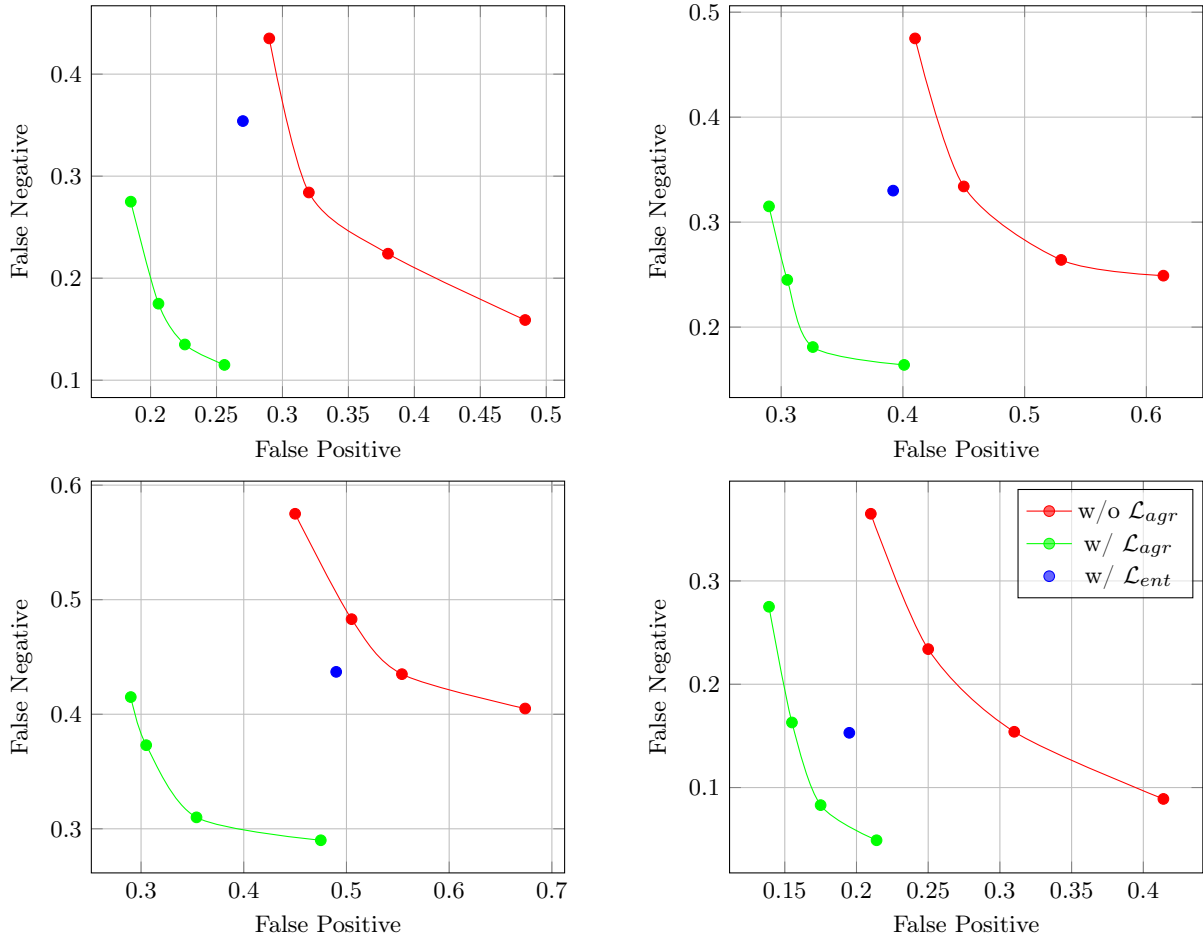 0.4
0.3
0.2
0.1
False Negative
0.2 0.25 0.3 0.35 0.4 0.45 0.5
False Positive
0.5
0.4
0.3
0.2
False Negative
0.3 0.4 0.5 0.6
False Positive
0.6
0.5
0.4
0.3
False Negative
0.3 0.4 0.5 0.6 0.7
False Positive
w/o ℒagr
w/ ℒagr
w/ ℒent
0.3
0.2
0.1
False Negative
0.15 0.2 0.25 0.3 0.35 0.4
False Positive